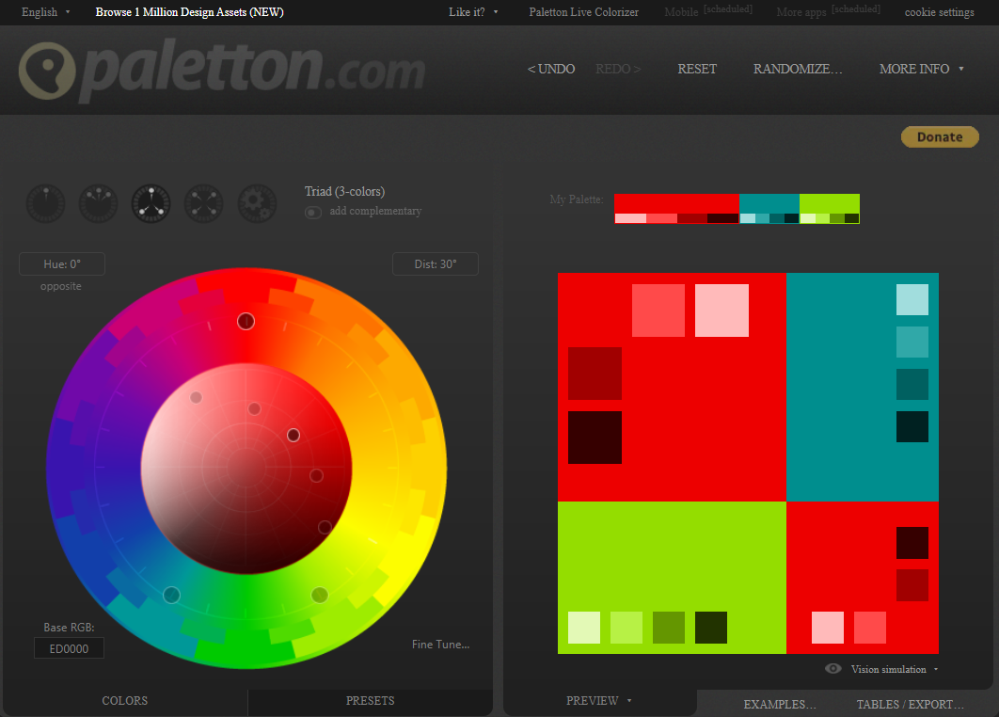 English
Browse 1 Million Design Assets (NEW)
Like it?
Paletton Live Colorizer
Mobile [scheduled]
More apps [scheduled]
cookie settings
paletton.com
< UNDO
REDO >
RESET
RANDOMIZE...
MORE INFO
Donate
Triad (3-colors)
add complementary
My Palette:
Hue: 0°
opposite
Dist: 30°
Base RGB:
ED0000
Fine Tune...
Vision simulation
COLORS
PRESETS
PREVIEW
EXAMPLES...
TABLES / EXPORT...